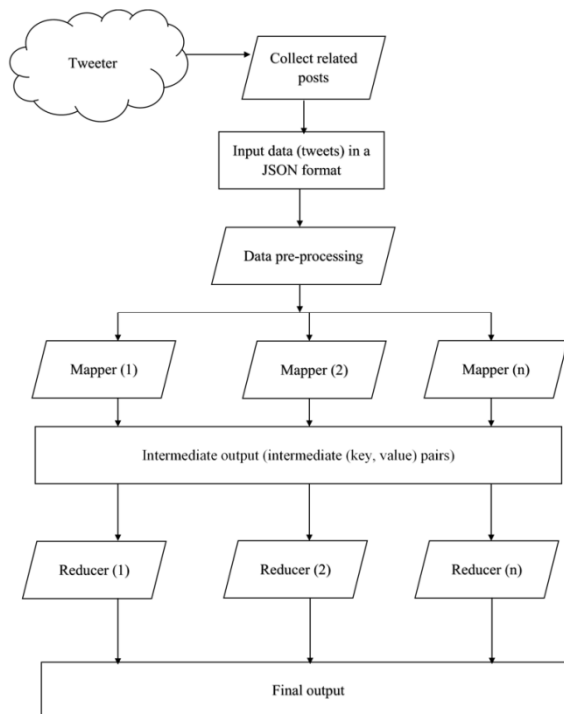 Tweeter
Collect related
posts
Input data (tweets) in a
JSON format
Data pre-processing
Mapper (1)
Mapper (2)
Mapper (n)
Intermediate output (intermediate (key, value) pairs)
Reducer (1)
Reducer (2)
Reducer (n)
Final output